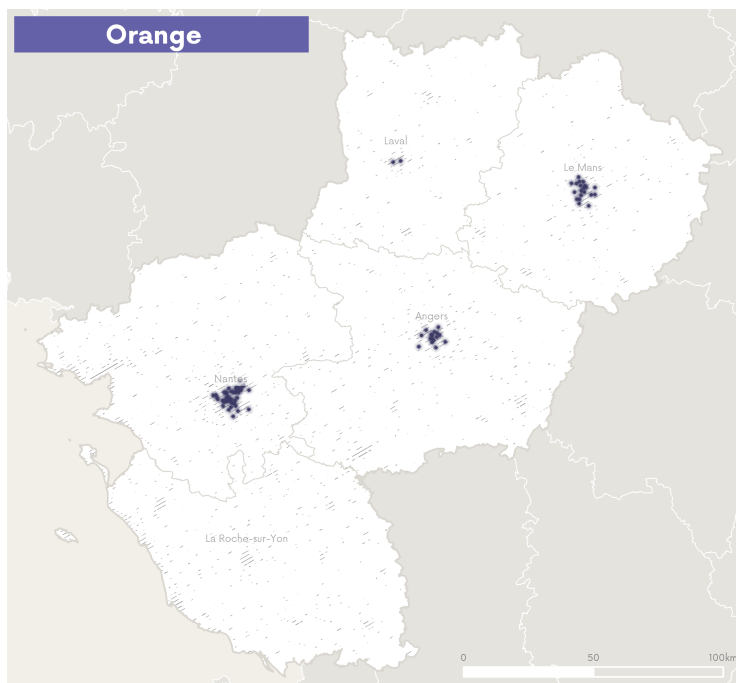 Orange
Laval
Le Mans
Angers
Nantes
La Roche-sur-Yon
0 50 100km